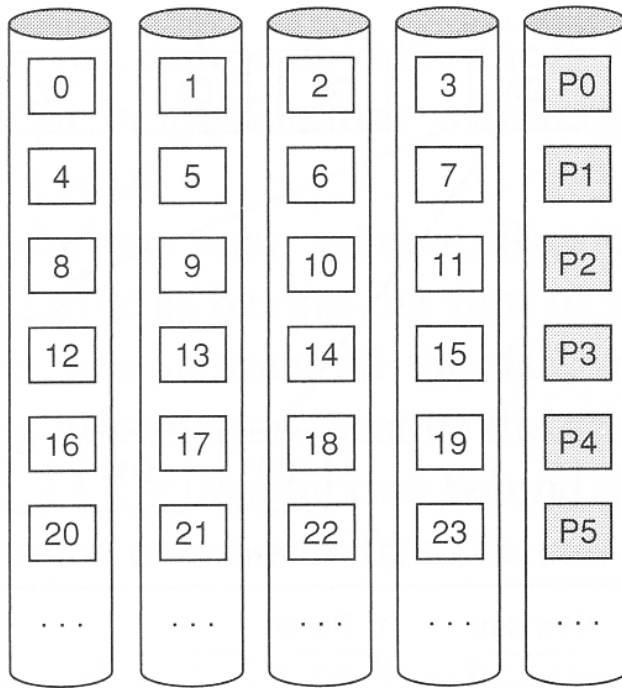 0 1 2 3 P0
4 5 6 7 P1
8 9 10 11 P2
12 13 14 15 P3
16 17 18 19 P4
20 21 22 23 P5
. . . . . . . . . . . . . . .